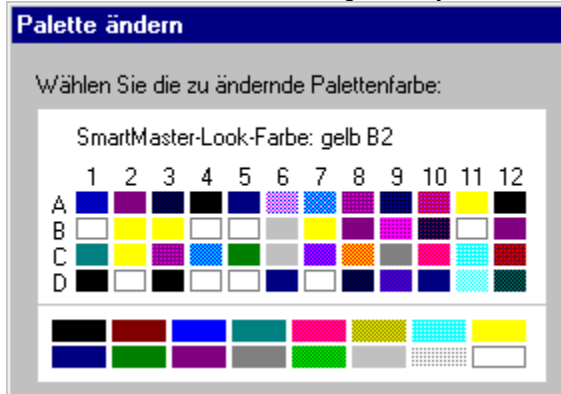 Palette ändern
Wählen Sie die zu ändernde Palettenfarbe:
SmartMaster-Look-Farbe: gelb B2
1 2 3 4 5 6 7 8 9 10 11 12
A
B
C
D